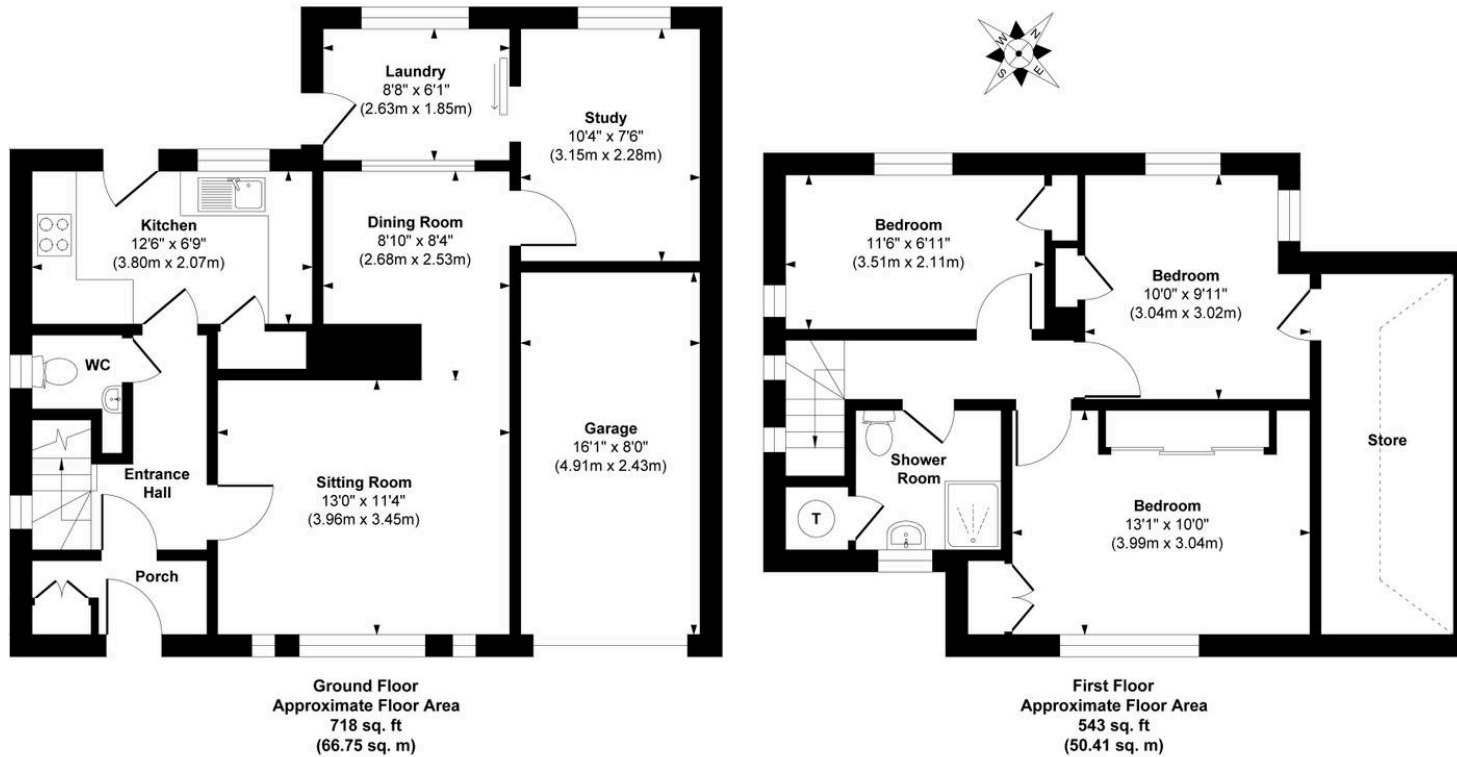 Laundry
8'8" x 6'1"
(2.63m x 1.85m)
Study
10'4" x 7'6"
(3.15m x 2.28m)
Kitchen
12'6" x 6'9"
(3.80m x 2.07m)
Dining Room
8'10" x 8'4"
(2.68m x 2.53m)
WC
Entrance
Hall
Sitting Room
13'0" x 11'4"
(3.96m x 3.45m)
Garage
16'1" x 8'0"
(4.91m x 2.43m)
Porch
Ground Floor
Approximate Floor Area
718 sq. ft
(66.75 sq. m)
W
N
S
E
Bedroom
11'6" x 6'11"
(3.51m x 2.11m)
Bedroom
10'0" x 9'11"
(3.04m x 3.02m)
Store
Shower
Room
T
Bedroom
13'1" x 10'0"
(3.99m x 3.04m)
First Floor
Approximate Floor Area
543 sq. ft
(50.41 sq. m)